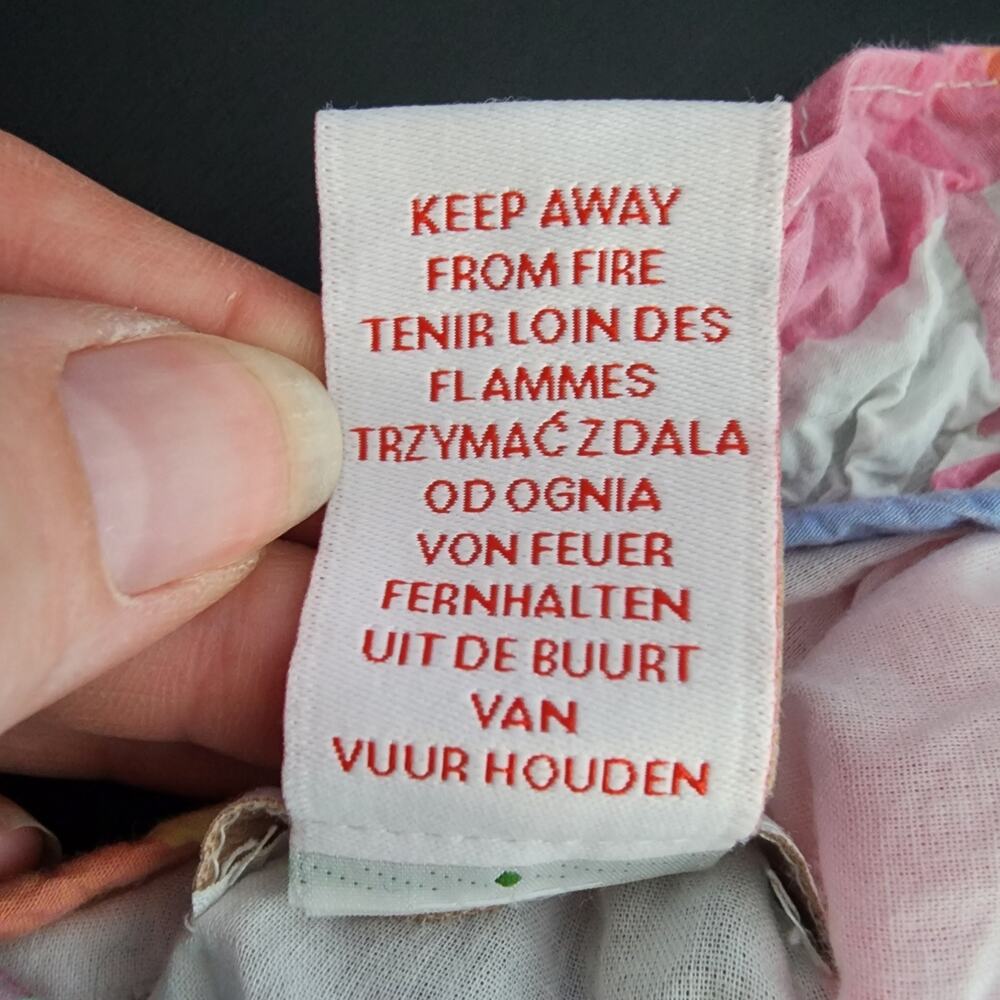 KEEP AWAY
FROM FIRE
TENIR LOIN DES
FLAMMES
TRZYMAĆ Z DALA
OD OGNIA
VON FEUER
FERNHALTEN
UIT DE BUURT
VAN
VUUR HOUDEN